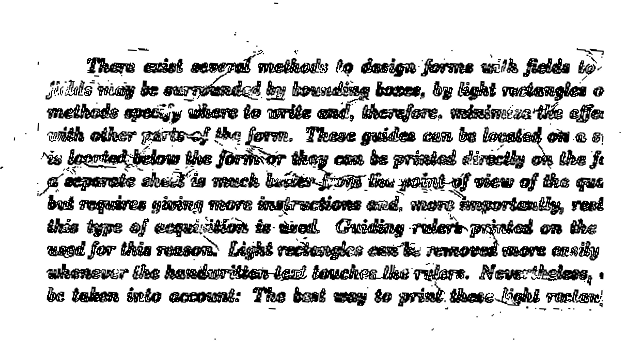 There exist several methods to design forms with fields to
fields may be surrounded by bounding boxes, by light rectangles o
methods specify where to write and, therefore, minimize the effe
with other parts of the form. These guides can be located on a s
is located below the form or they can be printed directly on the fo
a separate sheet is much better from the point of view of the qua
but requires giving more instructions and, more importantly, rest
this type of acquisition is used. Guiding rulers printed on the
used for this reason. Light rectangles can be removed more easily
whenever the handwritten text touches the rulers. Nevertheless,
be taken into account: The best way to print these light rectan